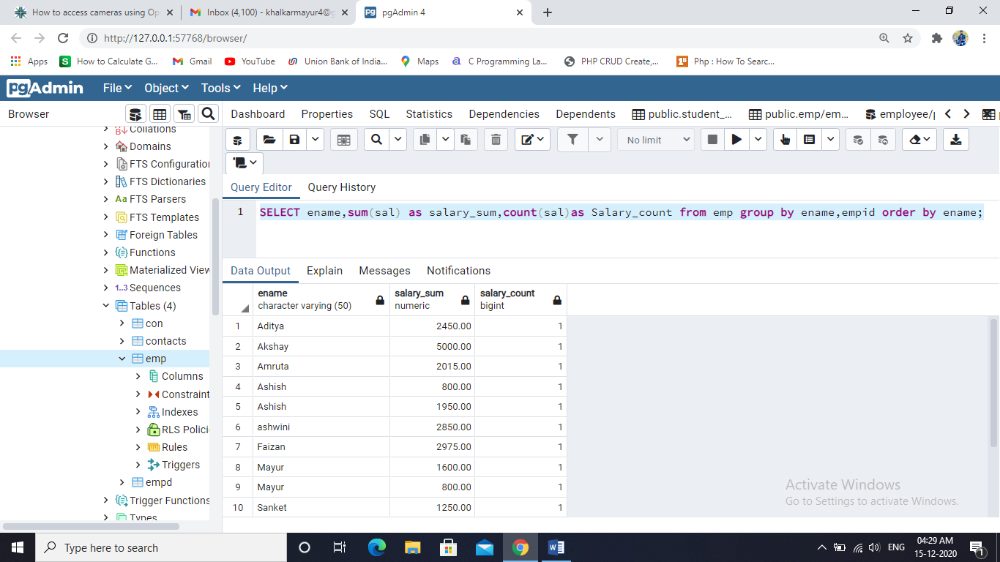 How to access cameras using Op
Inbox (4,100) - khalkarmayur4@g
pgAdmin 4
http://127.0.0.1:57768/browser/
Apps
How to Calculate G...
Gmail
YouTube
Union Bank of India...
Maps
C Programming La...
PHP CRUD Create,...
Php : How To Searc...
pgAdmin
File
Object
Tools
Help
Browser
Dashboard
Properties
SQL
Statistics
Dependencies
Dependents
public.student_...
public.emp/em...
employee/p
Collations
Domains
FTS Configuration
FTS Dictionaries
Aa FTS Parsers
FTS Templates
Foreign Tables
Functions
Materialized View
1..3 Sequences
Tables (4)
con
contacts
emp
Columns
Constraint
Indexes
RLS Polici
Rules
Triggers
empd
Trigger Functions
Types
No limit
Query Editor
Query History
1 SELECT ename,sum(sal) as salary_sum,count(sal)as Salary_count from emp group by ename,empid order by ename;
Data Output
Explain
Messages
Notifications
ename
character varying (50)
salary_sum
numeric
salary_count
bigint
1 Aditya 2450.00 1
2 Akshay 5000.00 1
3 Amruta 2015.00 1
4 Ashish 800.00 1
5 Ashish 1950.00 1
6 ashwini 2850.00 1
7 Faizan 2975.00 1
8 Mayur 1600.00 1
9 Mayur 800.00 1
10 Sanket 1250.00 1
Activate Windows
Go to Settings to activate Windows.
Type here to search
ENG
04:29 AM
15-12-2020
1